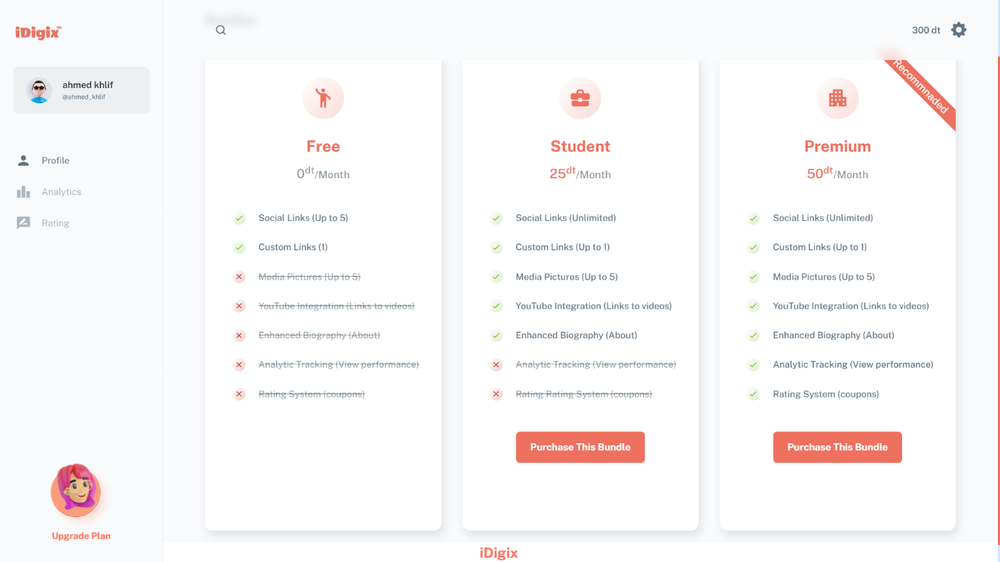 iDigix™
300 dt
ahmed khlif
@ahmed_khlif
Profile
Analytics
Rating
Upgrade Plan
Free
0dt/Month
Social Links (Up to 5)
Custom Links (1)
Media Pictures (Up to 5)
YouTube Integration (Links to videos)
Enhanced Biography (About)
Analytic Tracking (View performance)
Rating System (coupons)
Student
25dt/Month
Social Links (Unlimited)
Custom Links (Up to 1)
Media Pictures (Up to 5)
YouTube Integration (Links to videos)
Enhanced Biography (About)
Analytic Tracking (View performance)
Rating Rating System (coupons)
Purchase This Bundle
Recommnaded
Premium
50dt/Month
Social Links (Unlimited)
Custom Links (Up to 1)
Media Pictures (Up to 5)
YouTube Integration (Links to videos)
Enhanced Biography (About)
Analytic Tracking (View performance)
Rating System (coupons)
Purchase This Bundle
iDigix